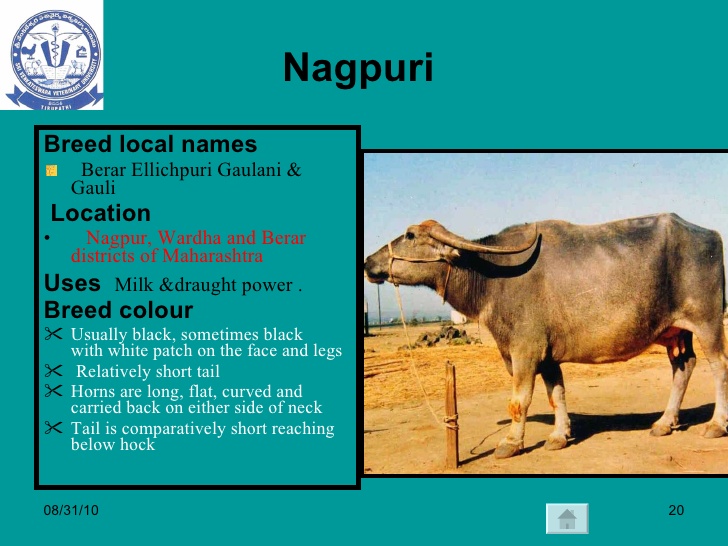 SRI VENKATESWARA VETERINARY UNIVERSITY
TIRUPATHI
Nagpuri
Breed local names
Berar Ellichpuri Gaulani &
Gauli
Location
• Nagpur, Wardha and Berar
districts of Maharashtra
Uses Milk &draught power .
Breed colour
Usually black, sometimes black
with white patch on the face and legs
Relatively short tail
Horns are long, flat, curved and
carried back on either side of neck
Tail is comparatively short reaching
below hock
08/31/10
20